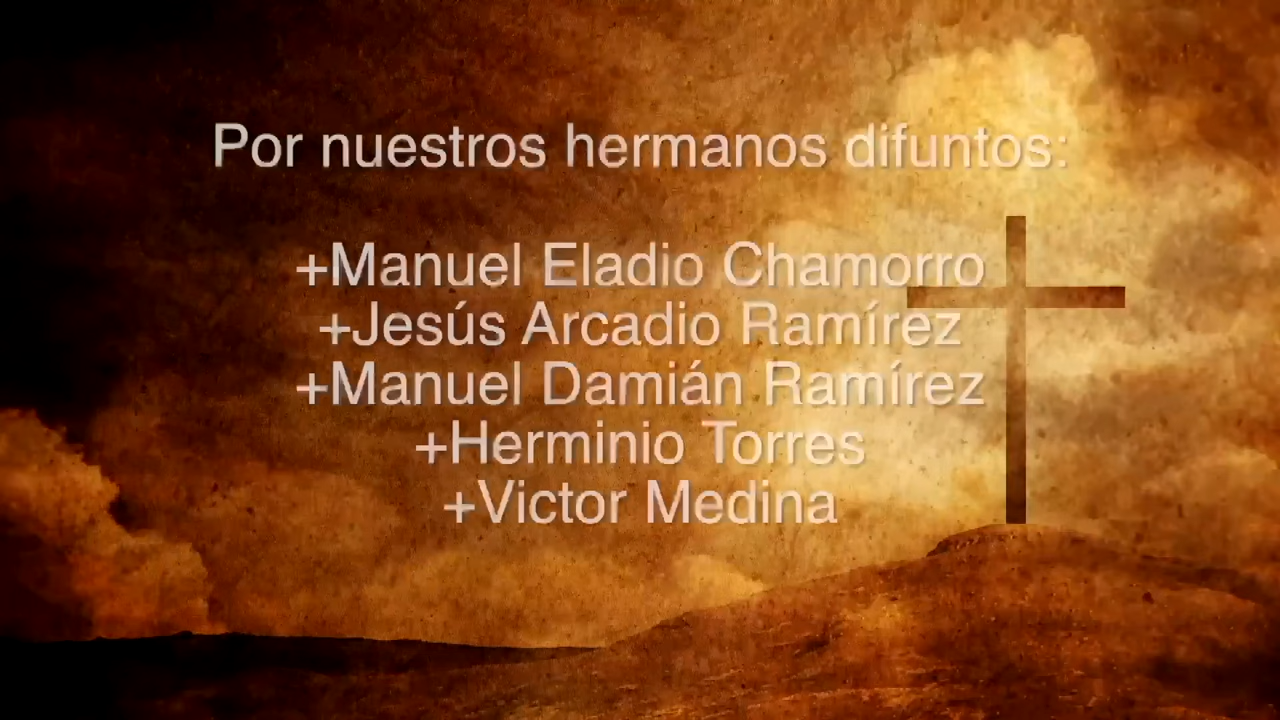 Por nuestros hermanos difuntos:
+Manuel Eladio Chamorro
+Jesús Arcadio Ramírez
+Manuel Damián Ramírez
+Herminio Torres
+Victor Medina